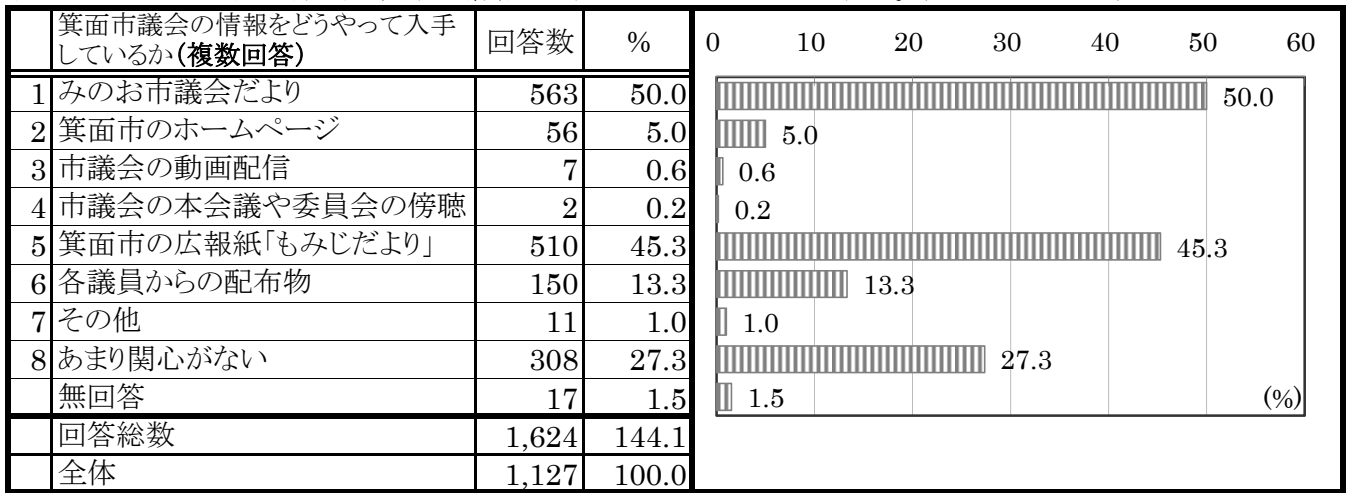 箕面市議会の情報をどうやって入手
しているか(複数回答) 回答数 % 0 10 20 30 40 50 60
1 みのお市議会だより 563 50.0 50.0
2 箕面市のホームページ 56 5.0 5.0
3 市議会の動画配信 7 0.6 0.6
4 市議会の本会議や委員会の傍聴 2 0.2 0.2
5 箕面市の広報紙「もみじだより」 510 45.3 45.3
6 各議員からの配布物 150 13.3 13.3
7 その他 11 1.0 1.0
8 あまり関心がない 308 27.3 27.3
無回答 17 1.5 1.5 (%)
回答総数 1,624 144.1
全体 1,127 100.0